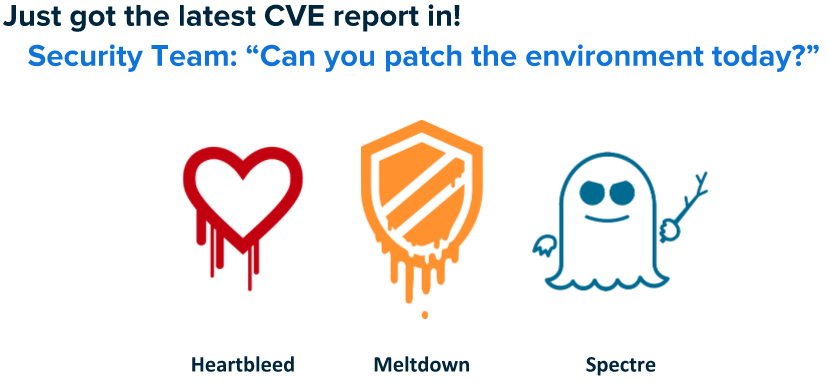 Just got the latest CVE report in!
Security Team: “Can you patch the environment today?”
Heartbleed Meltdown Spectre